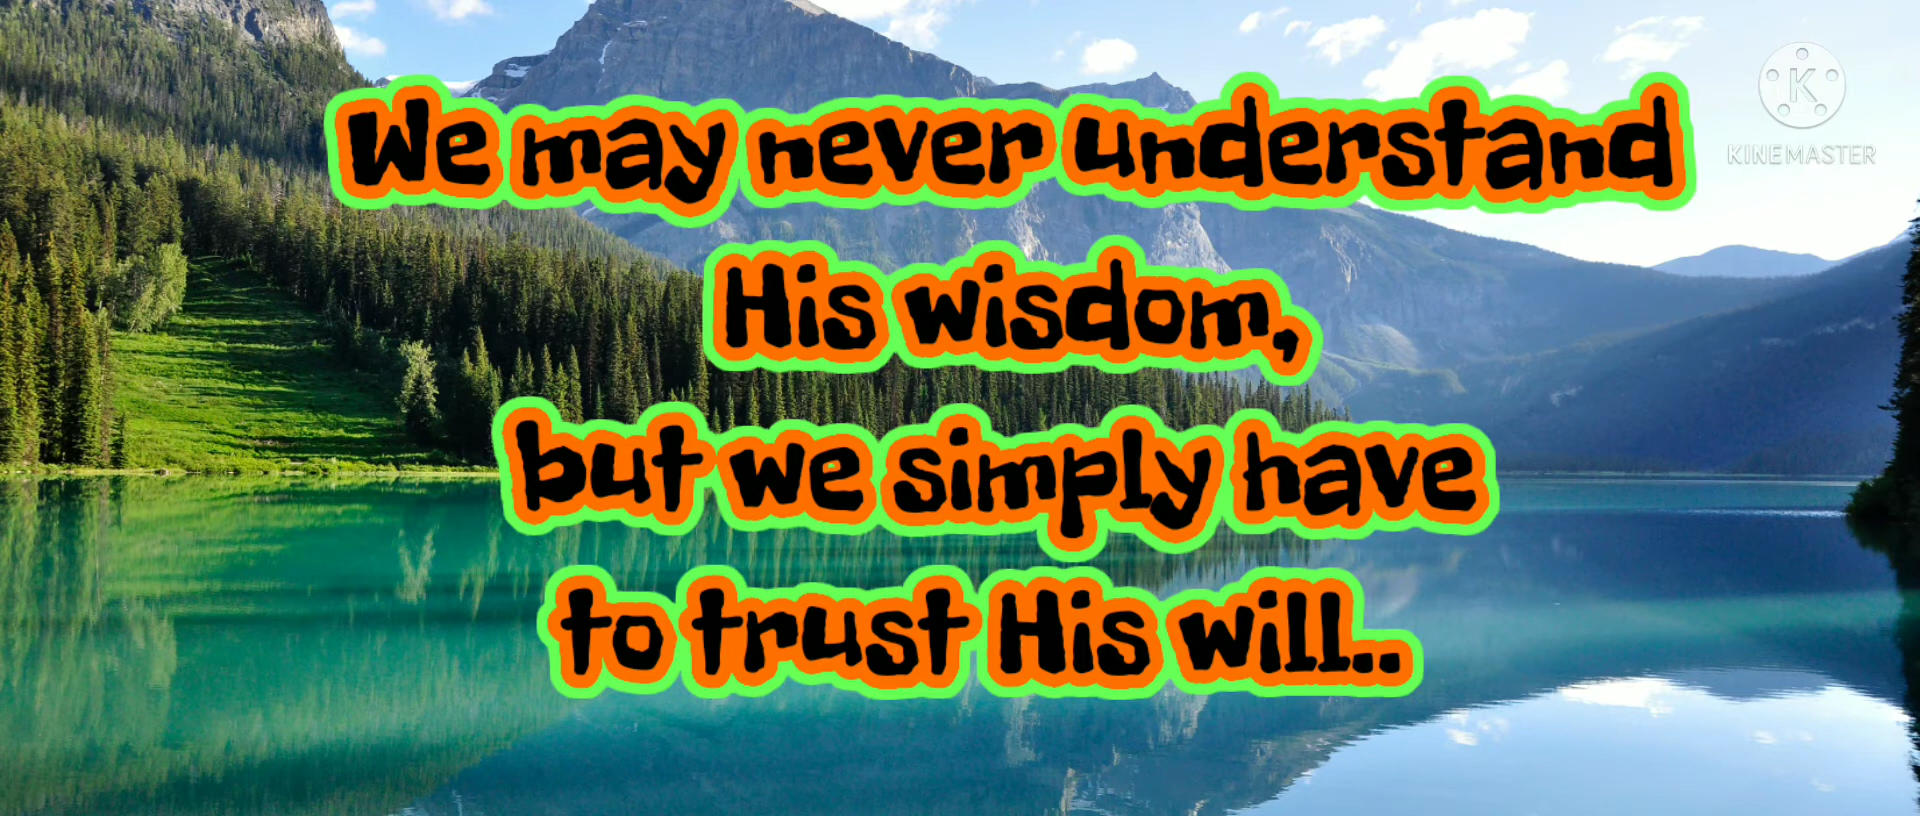 We may never understand
His wisdom,
but we simply have
to trust His will..
K
KINEMASTER